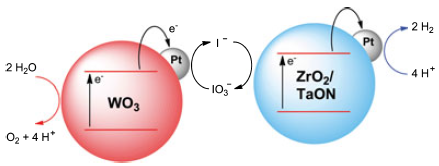 e⁻
Pt
I⁻
Pt
2 H₂
2 H₂O
e⁻
WO₃
IO₃⁻
e⁻
ZrO₂/
TaON
4 H⁺
O₂ + 4 H⁺